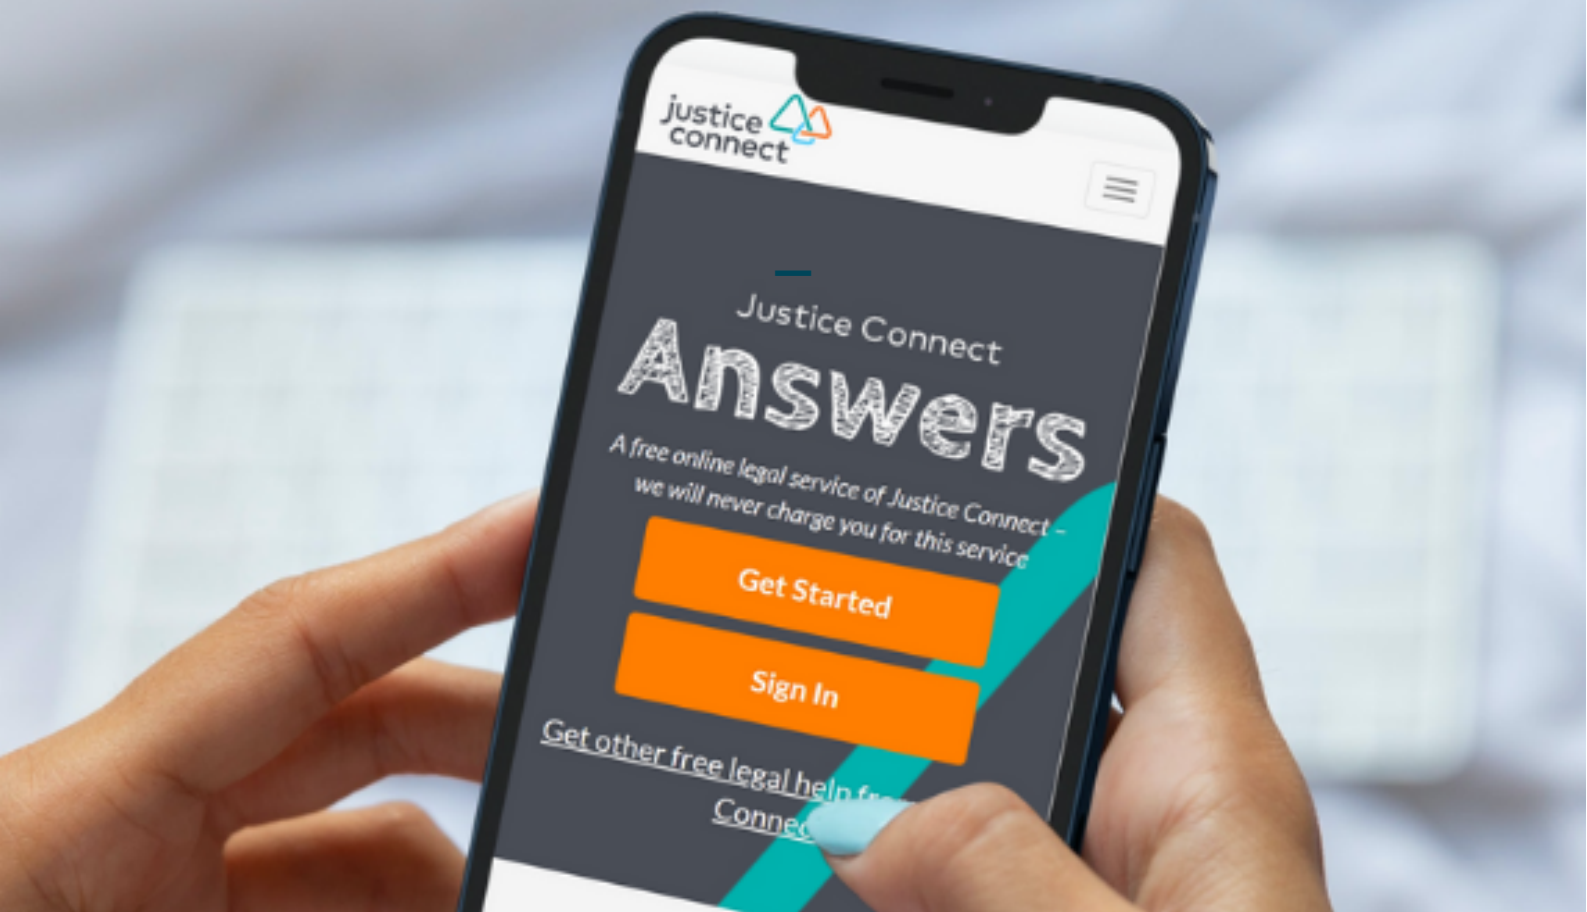 justice
connect
Justice Connect
Answers
A free online legal service of Justice Connect –
we will never charge you for this service
Get Started
Sign In
Get other free legal help